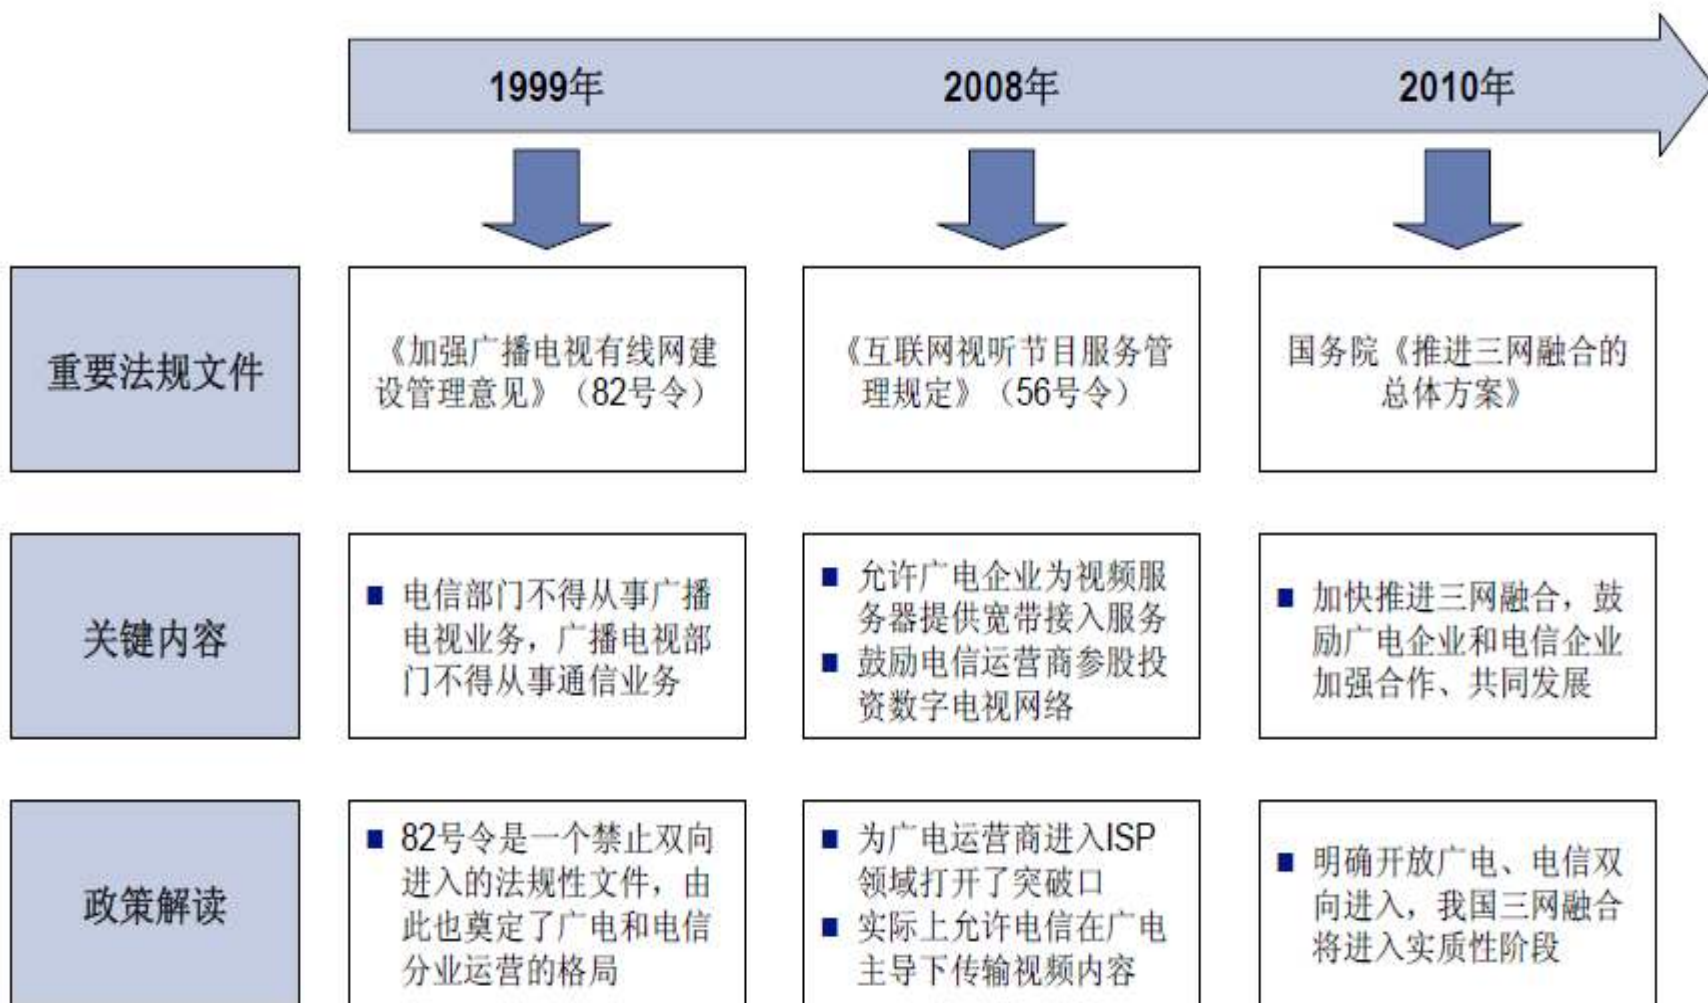 1999年
2008年
2010年
重要法规文件
《加强广播电视有线网建
设管理意见》（82号令）
《互联网视听节目服务管
理规定》（56号令）
国务院《推进三网融合的
总体方案》
关键内容
■ 电信部门不得从事广播
电视业务，广播电视部
门不得从事通信业务
■ 允许广电企业为视频服
务器提供宽带接入服务
■ 鼓励电信运营商参股投
资数字电视网络
■ 加快推进三网融合，鼓
励广电企业和电信企业
加强合作、共同发展
政策解读
■ 82号令是一个禁止双向
进入的法规性文件，由
此也奠定了广电和电信
分业运营的格局
■ 为广电运营商进入ISP
领域打开了突破口
■ 实际上允许电信在广电
主导下传输视频内容
■ 明确开放广电、电信双
向进入，我国三网融合
将进入实质性阶段